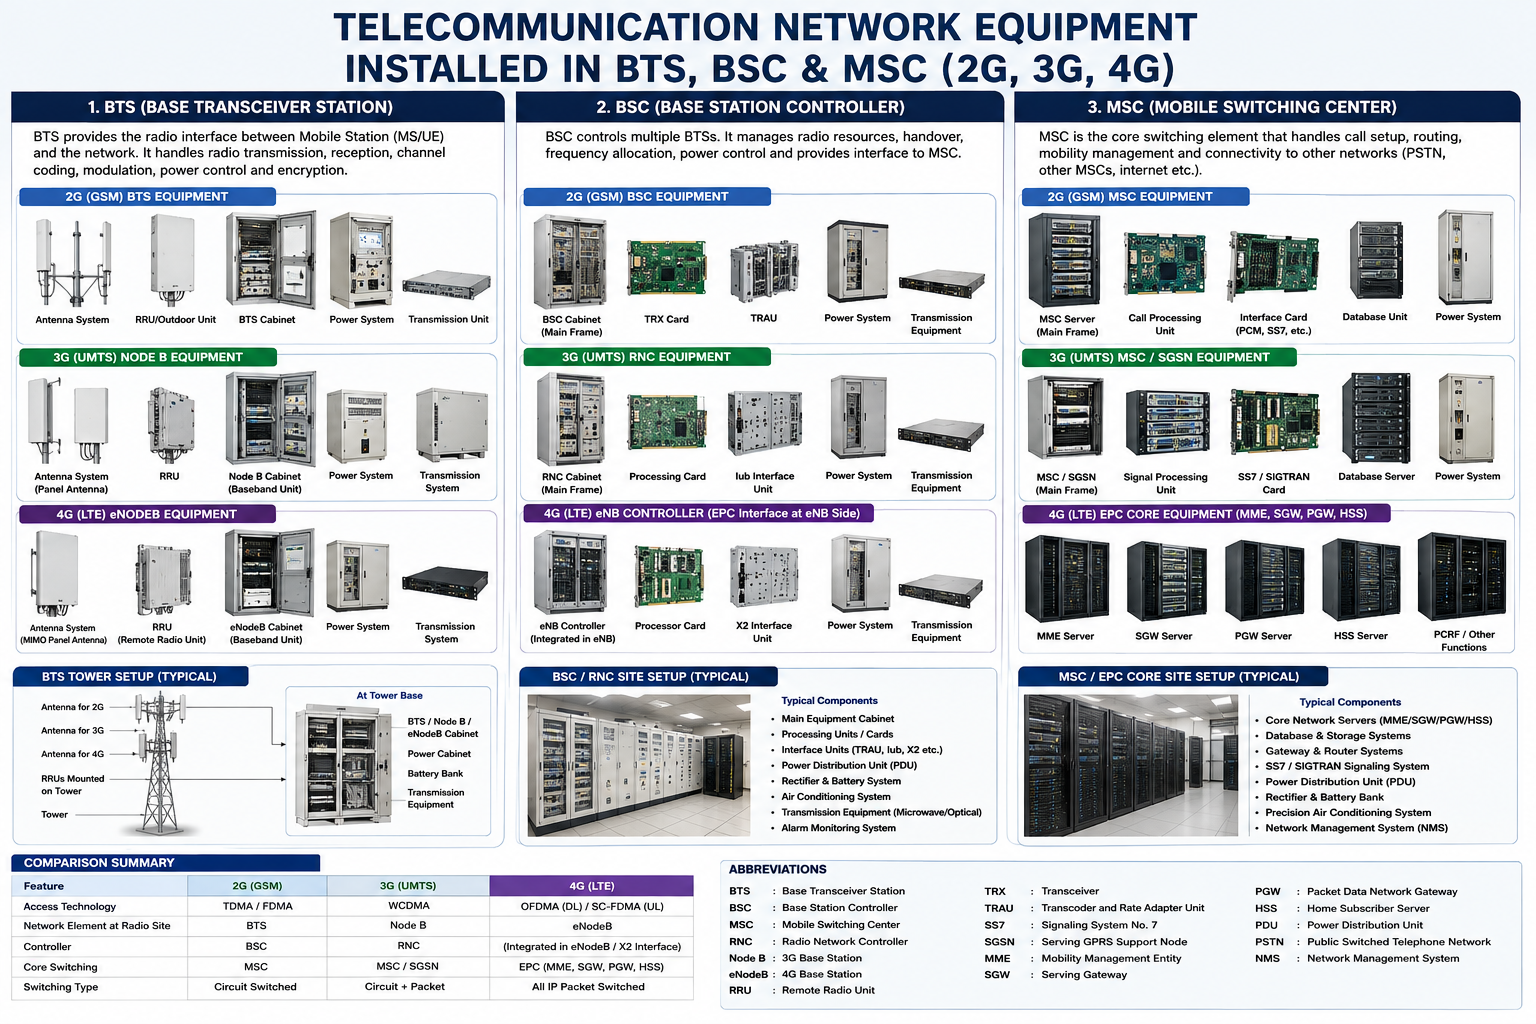 TELECOMMUNICATION NETWORK EQUIPMENT
INSTALLED IN BTS, BSC & MSC (2G, 3G, 4G)
1. BTS (BASE TRANSCEIVER STATION)
BTS provides the radio interface between Mobile Station (MS/UE)
and the network. It handles radio transmission, reception, channel
coding, modulation, power control and encryption.
2G (GSM) BTS EQUIPMENT
Antenna System
RRU/Outdoor Unit
BTS Cabinet
Power System
Transmission Unit
3G (UMTS) NODE B EQUIPMENT
Antenna System
(Panel Antenna)
RRU
Node B Cabinet
(Baseband Unit)
Power System
Transmission
System
4G (LTE) eNODEB EQUIPMENT
Antenna System
(MIMO Panel Antenna)
RRU
(Remote Radio Unit)
eNodeB Cabinet
(Baseband Unit)
Power System
Transmission
System
BTS TOWER SETUP (TYPICAL)
Antenna for 2G
Antenna for 3G
Antenna for 4G
RRUs Mounted
on Tower
Tower
At Tower Base
BTS / Node B /
eNodeB Cabinet
Power Cabinet
Battery Bank
Transmission
Equipment
2. BSC (BASE STATION CONTROLLER)
BSC controls multiple BTSs. It manages radio resources, handover,
frequency allocation, power control and provides interface to MSC.
2G (GSM) BSC EQUIPMENT
BSC Cabinet
(Main Frame)
TRX Card
TRAU
Power System
Transmission
Equipment
3G (UMTS) RNC EQUIPMENT
RNC Cabinet
(Main Frame)
Processing Card
Iub Interface
Unit
Power System
Transmission
Equipment
4G (LTE) eNB CONTROLLER (EPC Interface at eNB Side)
eNB Controller
(Integrated in eNB)
Processor Card
X2 Interface
Unit
Power System
Transmission
Equipment
BSC / RNC SITE SETUP (TYPICAL)
Typical Components
• Main Equipment Cabinet
• Processing Units / Cards
• Interface Units (TRAU, Iub, X2 etc.)
• Power Distribution Unit (PDU)
• Rectifier & Battery System
• Air Conditioning System
• Transmission Equipment (Microwave/Optical)
• Alarm Monitoring System
3. MSC (MOBILE SWITCHING CENTER)
MSC is the core switching element that handles call setup, routing,
mobility management and connectivity to other networks (PSTN,
other MSCs, internet etc.).
2G (GSM) MSC EQUIPMENT
MSC Server
(Main Frame)
Call Processing
Unit
Interface Card
(PCM, SS7, etc.)
Database Unit
Power System
3G (UMTS) MSC / SGSN EQUIPMENT
MSC / SGSN
(Main Frame)
Signal Processing
Unit
SS7 / SIGTRAN
Card
Database Server
Power System
4G (LTE) EPC CORE EQUIPMENT (MME, SGW, PGW, HSS)
MME Server
SGW Server
PGW Server
HSS Server
PCRF / Other
Functions
MSC / EPC CORE SITE SETUP (TYPICAL)
Typical Components
• Core Network Servers (MME/SGW/PGW/HSS)
• Database & Storage Systems
• Gateway & Router Systems
• SS7 / SIGTRAN Signaling System
• Power Distribution Unit (PDU)
• Rectifier & Battery Bank
• Precision Air Conditioning System
• Network Management System (NMS)
COMPARISON SUMMARY
Feature 2G (GSM) 3G (UMTS) 4G (LTE)
Access Technology TDMA / FDMA WCDMA OFDMA (DL) / SC-FDMA (UL)
Network Element at Radio Site BTS Node B eNodeB
Controller BSC RNC (Integrated in eNodeB / X2 Interface)
Core Switching MSC MSC / SGSN EPC (MME, SGW, PGW, HSS)
Switching Type Circuit Switched Circuit + Packet All IP Packet Switched
ABBREVIATIONS
BTS : Base Transceiver Station
BSC : Base Station Controller
MSC : Mobile Switching Center
RNC : Radio Network Controller
Node B : 3G Base Station
eNodeB : 4G Base Station
RRU : Remote Radio Unit
TRX : Transceiver
TRAU : Transcoder and Rate Adapter Unit
SS7 : Signaling System No. 7
SGSN : Serving GPRS Support Node
MME : Mobility Management Entity
SGW : Serving Gateway
PGW : Packet Data Network Gateway
HSS : Home Subscriber Server
PDU : Power Distribution Unit
PSTN : Public Switched Telephone Network
NMS : Network Management System